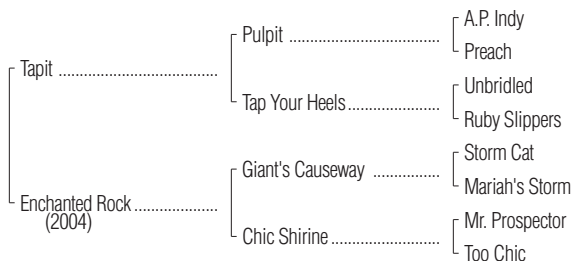 A.P. Indy
Pulpit ........................................
Preach
Tapit ..........................................
Unbridled
Tap Your Heels.........................
Ruby Slippers
Storm Cat
Giant's Causeway ..................
Mariah's Storm
Enchanted Rock......................
(2004)
Mr. Prospector
Chic Shirine.............................
Too Chic